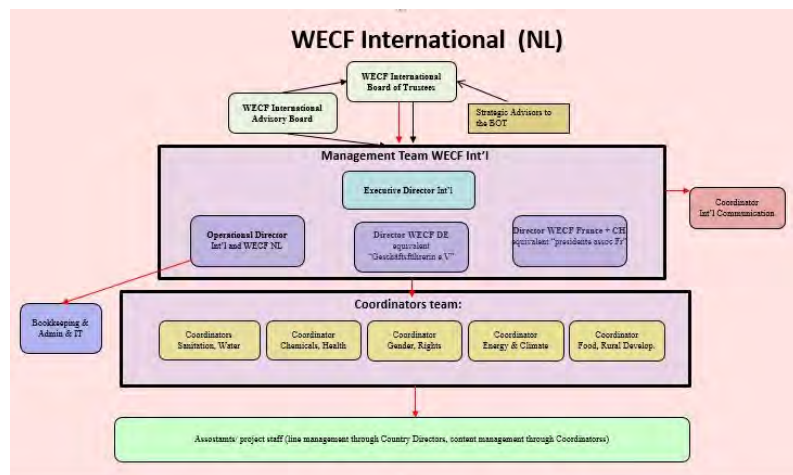 WECF International (NL)
WECF International
Board of Trustees
WECF International
Advisory Board
Strategic Advisors to
the BOT
Management Team WECF Int'l
Executive Director Int'l
Coordinator
Int'l Communication
Operational Director
Int'l and WECF NL
Director WECF DE
equivalent
"Geschäftsführerin e.V"
Director WECF France + CH
equivalent "presidente assoc Fr"
Coordinators team:
Bookkeeping &
Admin & IT
Coordinators
Sanitation, Water
Coordinator
Chemicals, Health
Coordinator
Gender, Rights
Coordinator
Energy & Climate
Coordinator
Food, Rural Develop.
Assostamts/ project staff (line management through Country Directors, content management through Coordinatorss)